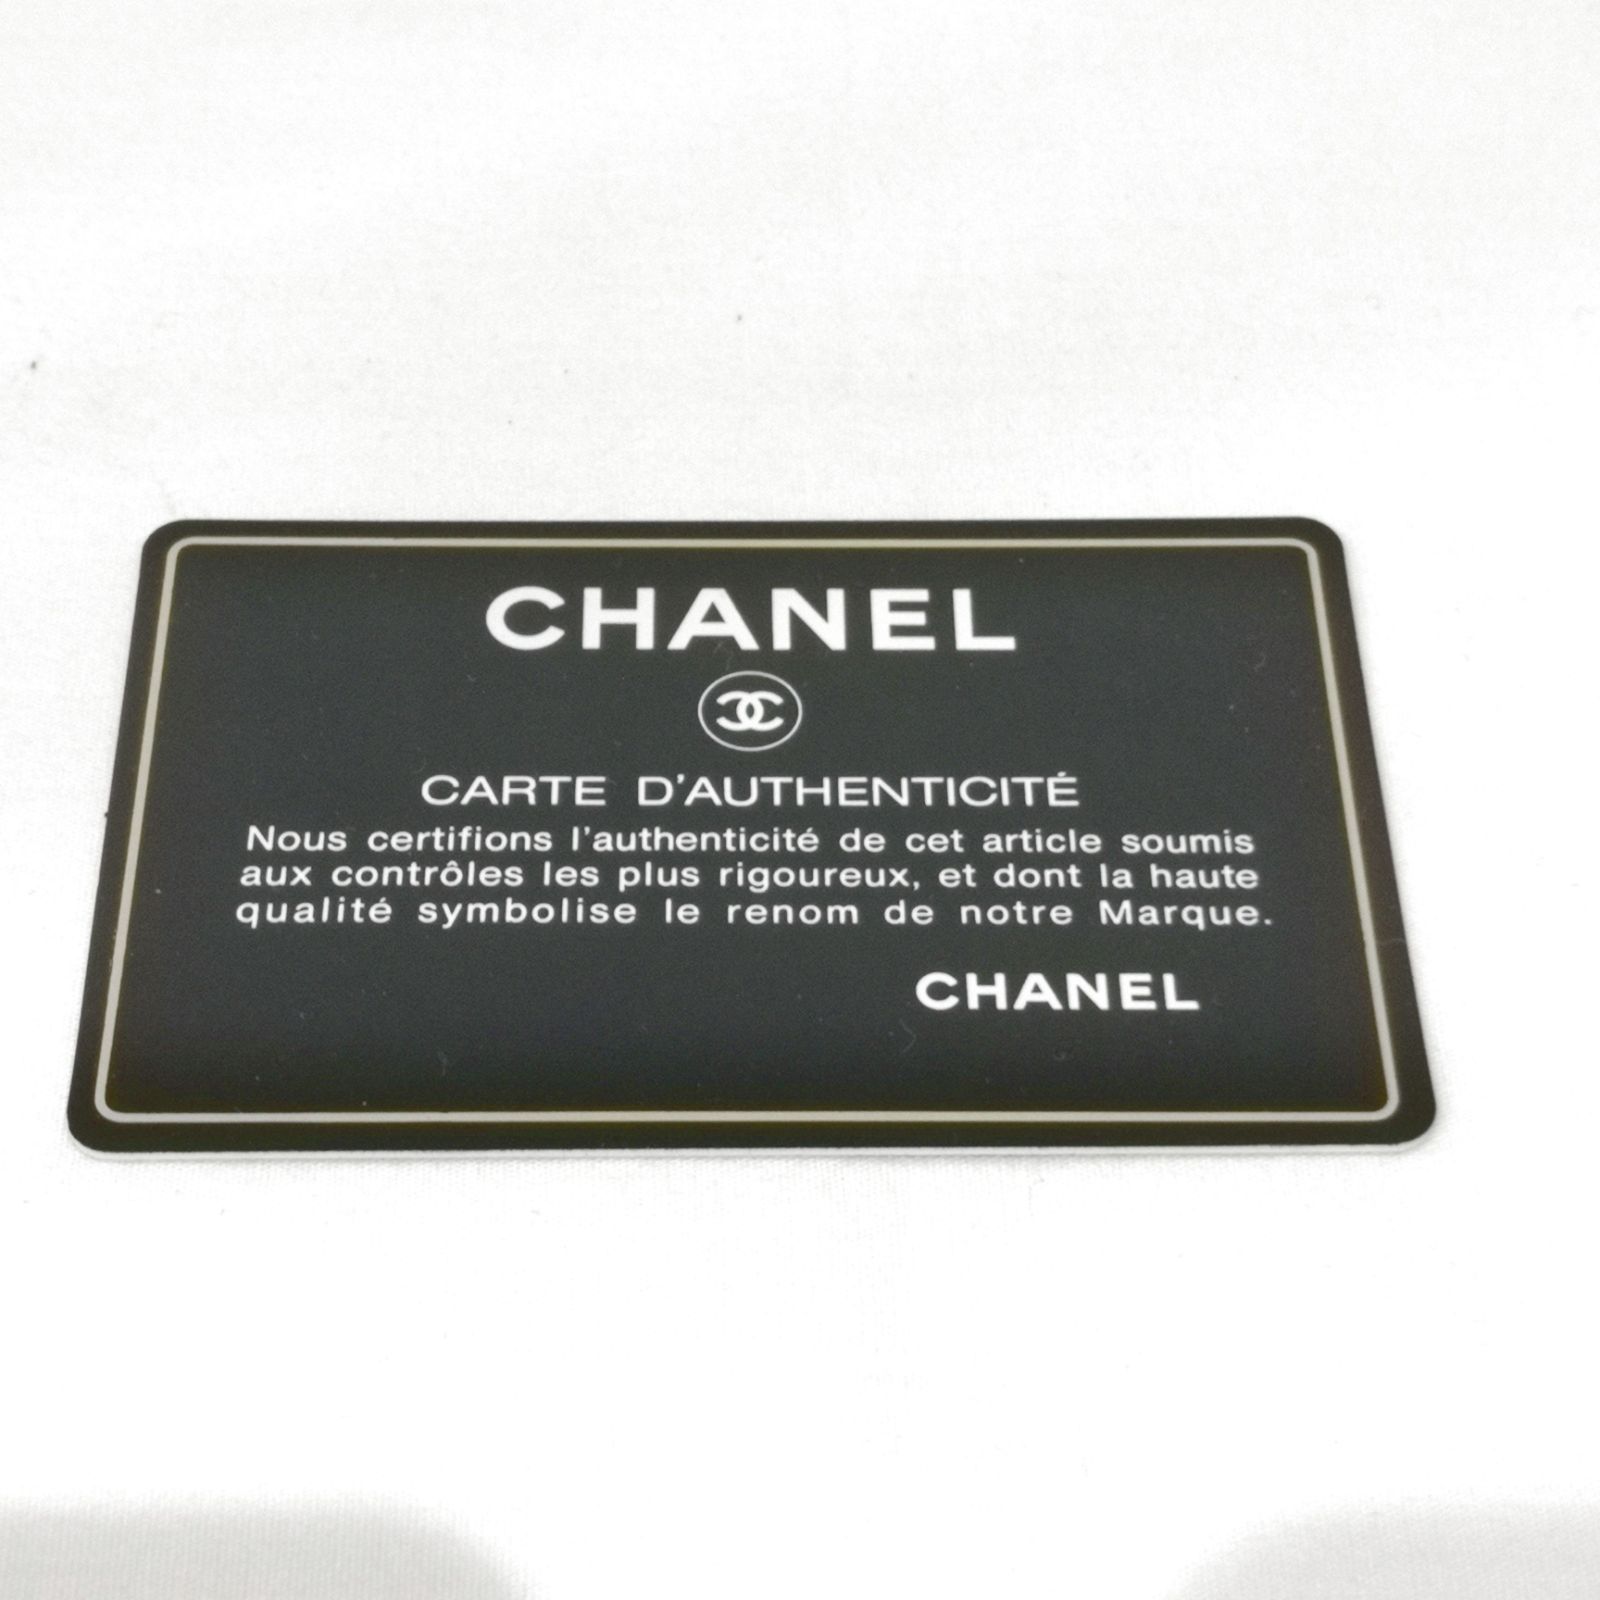 CHANEL
CARTE D'AUTHENTICITÉ
Nous certifions l'authenticité de cet article soumis
aux contrôles les plus rigoureux, et dont la haute
qualité symbolise le renom de notre Marque.
CHANEL